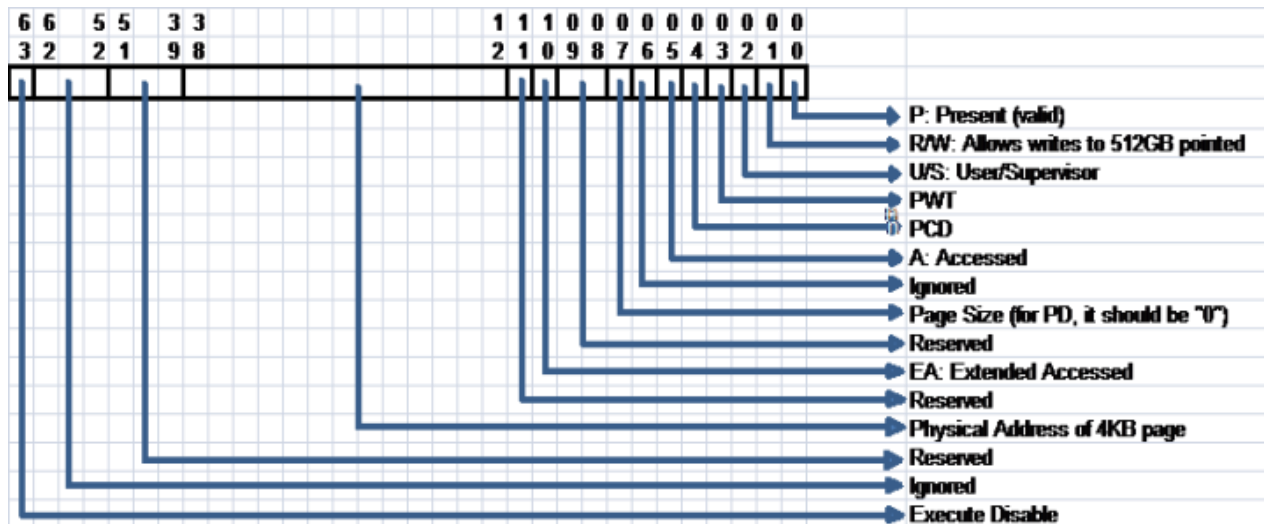 6 6 5 5 3 3 1 1 1 0 0 0 0 0 0 0 0 0 0
3 2 2 1 9 8 2 1 0 9 8 7 6 5 4 3 2 1 0
P: Present (valid)
R/W: Allows writes to 512GB pointed
U/S: User/Supervisor
PWT
PCD
A: Accessed
Ignored
Page Size (for PD, it should be "0")
Reserved
EA: Extended Accessed
Reserved
Physical Address of 4KB page
Reserved
Ignored
Execute Disable